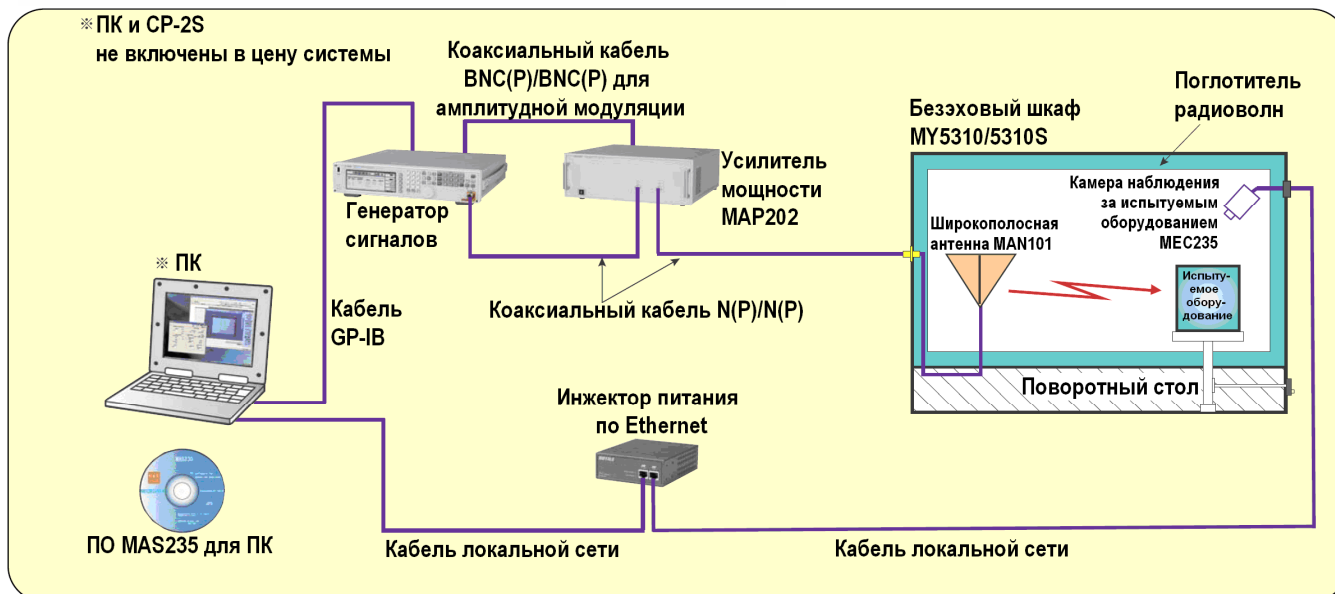 ※ ПК и CP-2S
не включены в цену системы
Коаксиальный кабель
BNC(P)/BNC(P) для
амплитудной модуляции
Поглотитель
радиоволн
Безэховый шкаф
MY5310/5310S
Усилитель
мощности
MAP202
Генератор
сигналов
Камера наблюдения
за испытуемым
оборудованием
MEC235
Широкополосная
антенна MAN101
Испыту-
емое
обору-
дование
※ ПК
Кабель
GP-IB
Коаксиальный кабель N(P)/N(P)
Поворотный стол
Инжектор питания
по Ethernet
ПО MAS235 для ПК
Кабель локальной сети
Кабель локальной сети